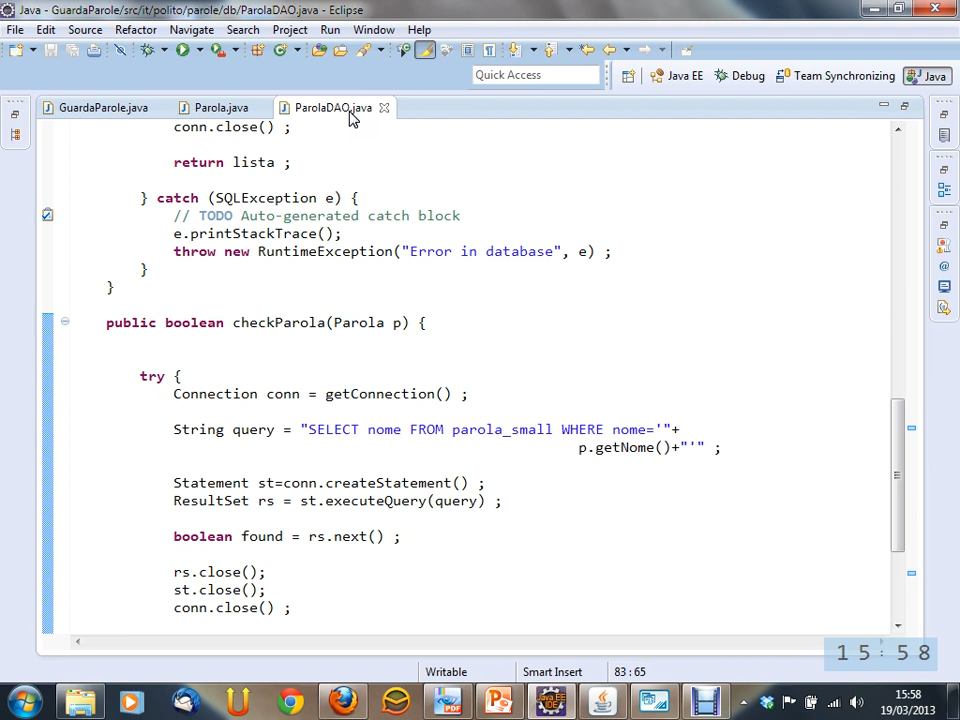 Java - GuardaParole/src/it/polito/parole/db/ParolaDAO.java - Eclipse
File Edit Source Refactor Navigate Search Project Run Window Help
Quick Access Java EE Debug Team Synchronizing Java
GuardaParole.java Parola.java ParolaDAO.java
conn.close() ;
return lista ;
} catch (SQLException e) {
// TODO Auto-generated catch block
e.printStackTrace();
throw new RuntimeException("Error in database", e) ;
}
}
public boolean checkParola(Parola p) {
try {
Connection conn = getConnection() ;
String query = "SELECT nome FROM parola_small WHERE nome='"+
p.getNome()+"'" ;
Statement st=conn.createStatement() ;
ResultSet rs = st.executeQuery(query) ;
boolean found = rs.next() ;
rs.close();
st.close();
conn.close() ;
15:58
Writable Smart Insert 83 : 65
15:58
19/03/2013